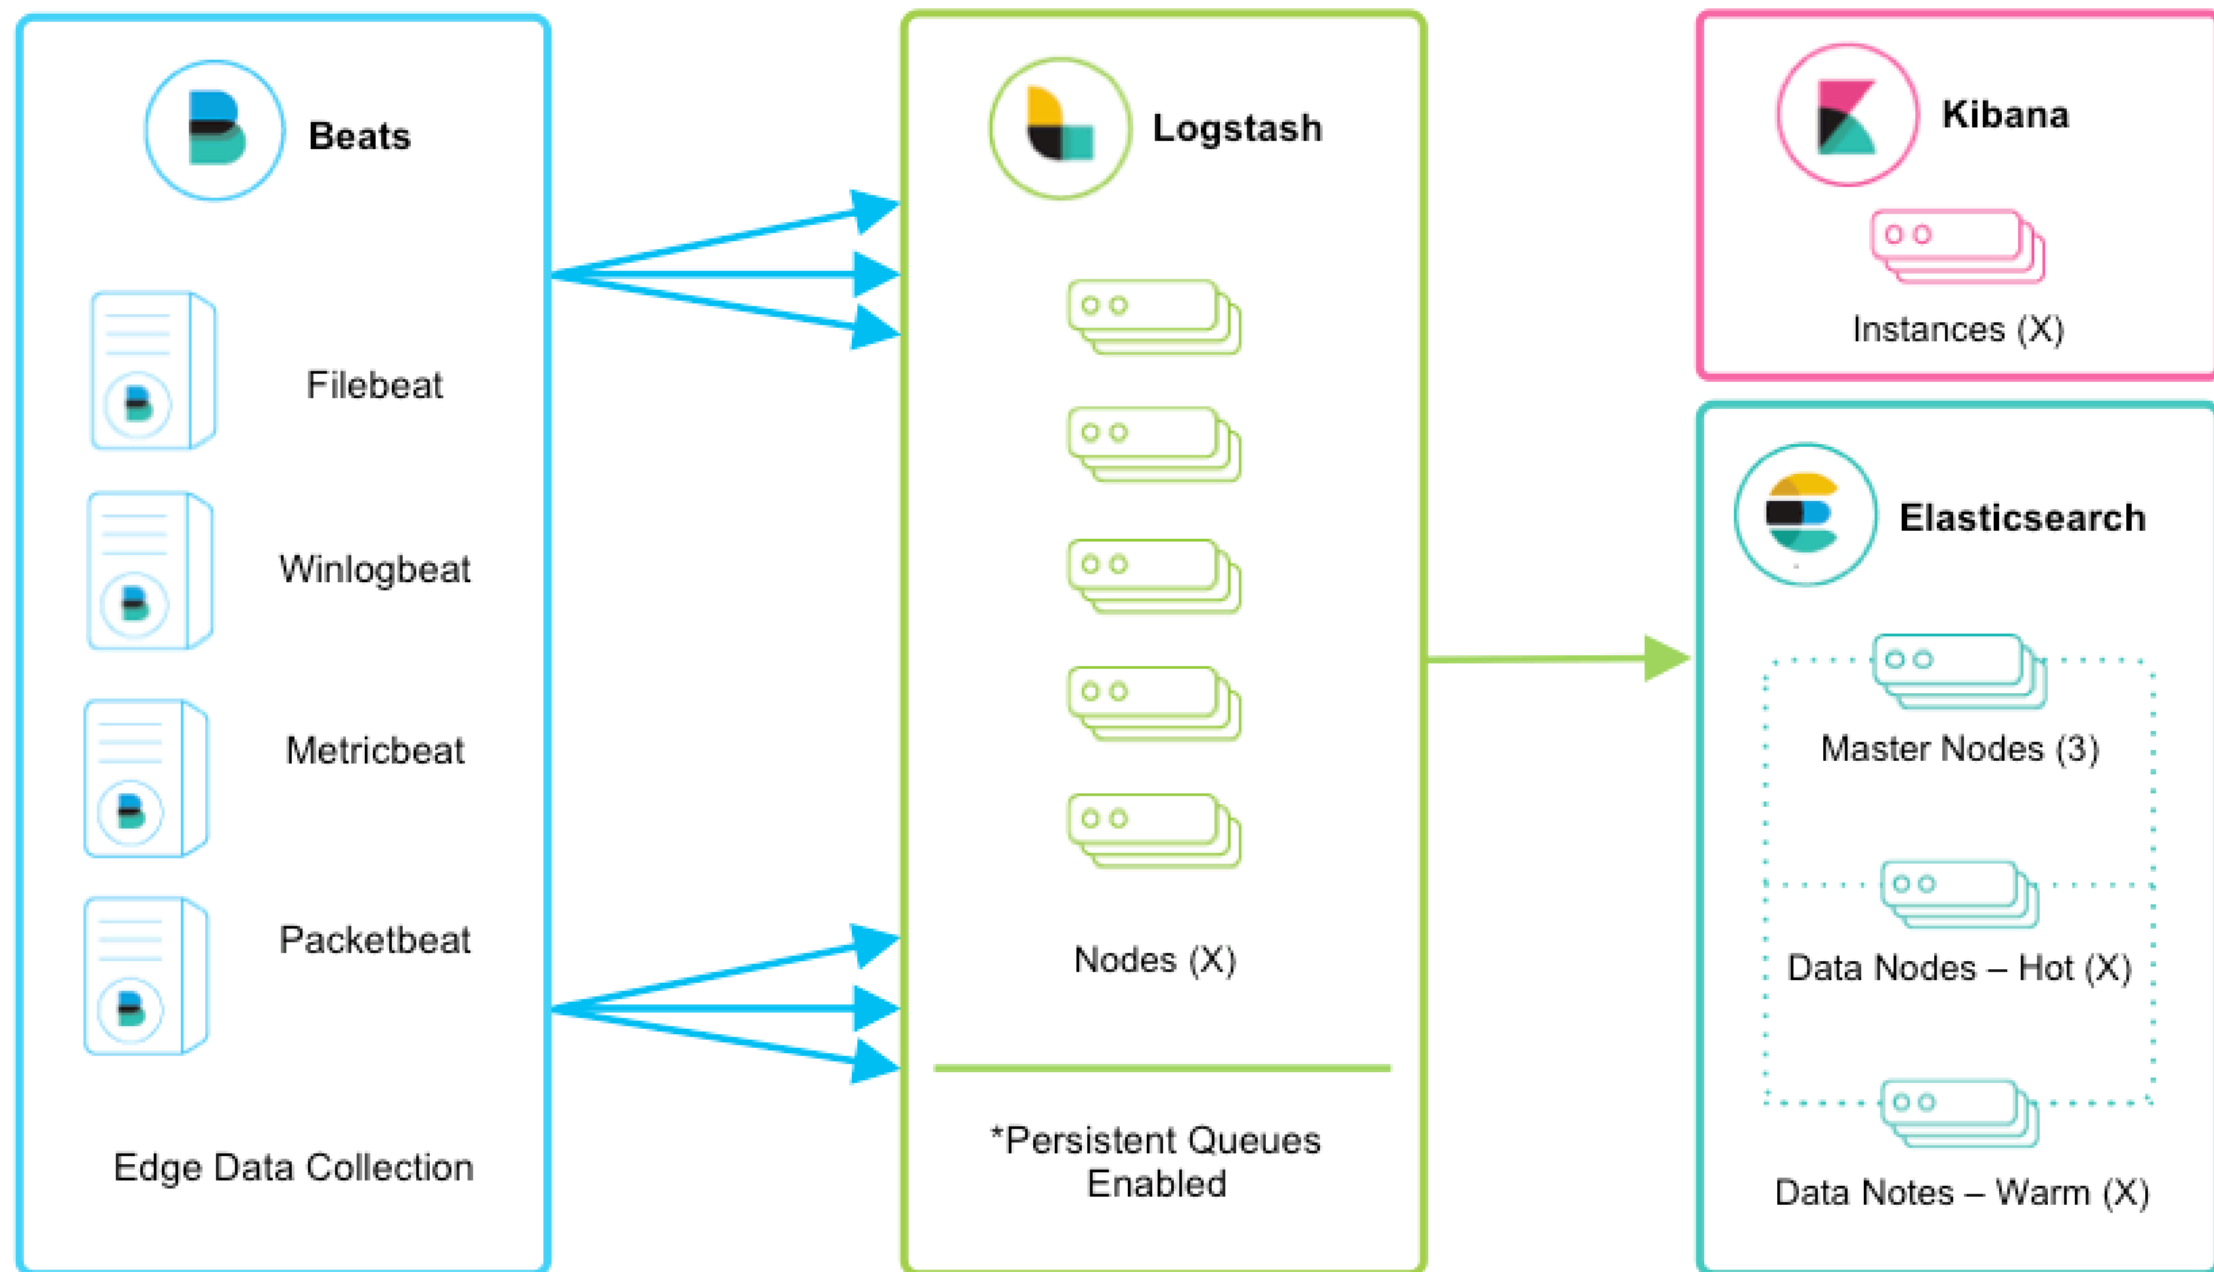 Beats
Filebeat
Winlogbeat
Metricbeat
Packetbeat
Edge Data Collection
Logstash
Nodes (X)
*Persistent Queues
Enabled
Kibana
Instances (X)
Elasticsearch
Master Nodes (3)
Data Nodes – Hot (X)
Data Notes – Warm (X)